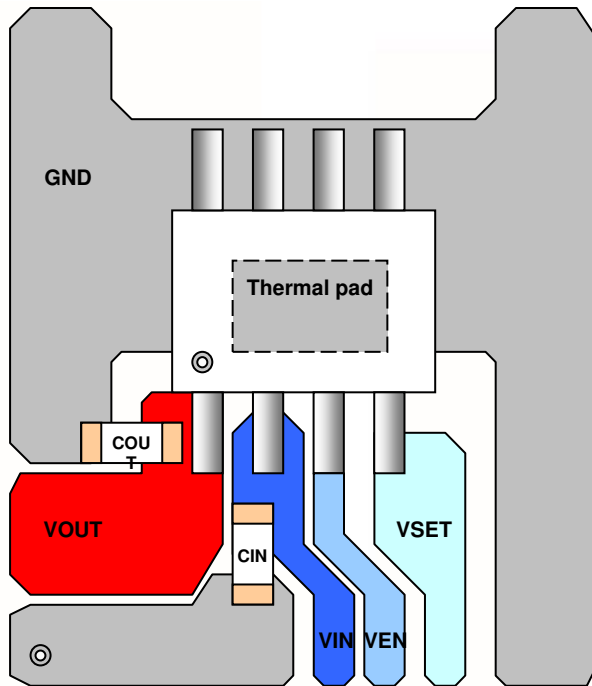 GND
Thermal pad
COU
T
VOUT
VSET
CIN
VIN
VEN